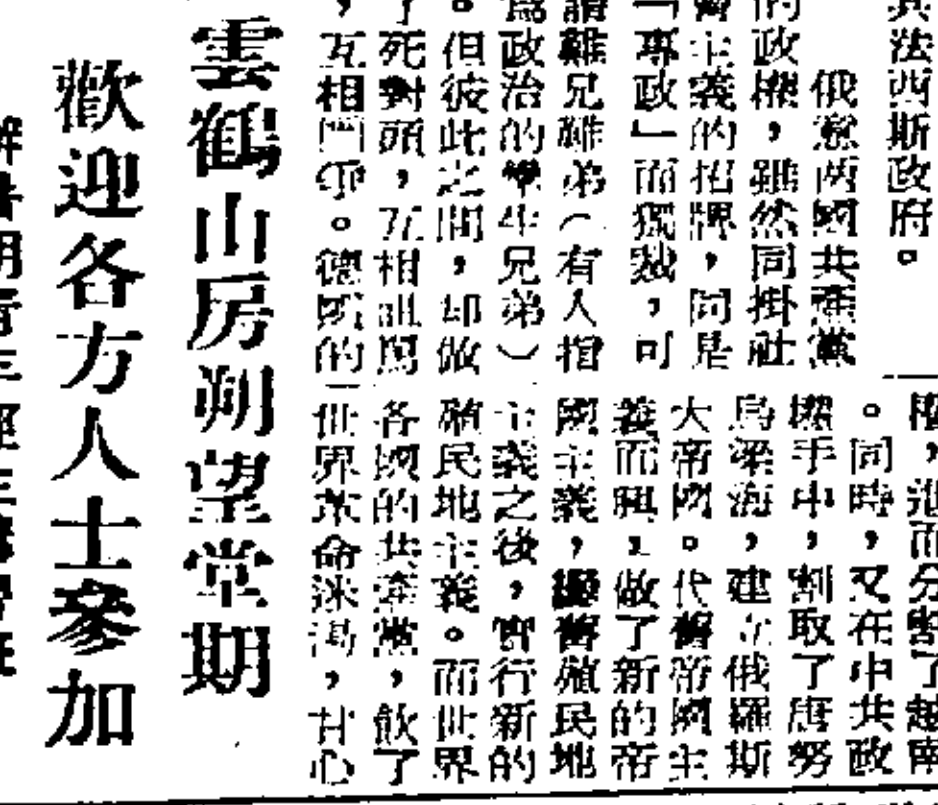 其法西斯政府。
俄兩國共產黨
的政權,雖然同掛社
會主義的招牌,同是
「專政」而獨裁,可
謂難兄難弟(有人指
爲政治的孿生兄弟)
。但彼此之間,却做
了死對頭,互相詛駡
,互相鬥爭。德國的
權,進而分割了越南
。同時,又在中共政
權手中,割取了唐努
烏梁海,建立俄羅斯
大帝國。代舊帝國主
義而興,做了新的帝
國主義,繼舊殖民地
主義之後,實行新的
殖民地主義。而世界
各國的共產黨,飲了
世界革命迷湯,甘心
雲鶴山房朔望堂期
歡迎各方人士參加